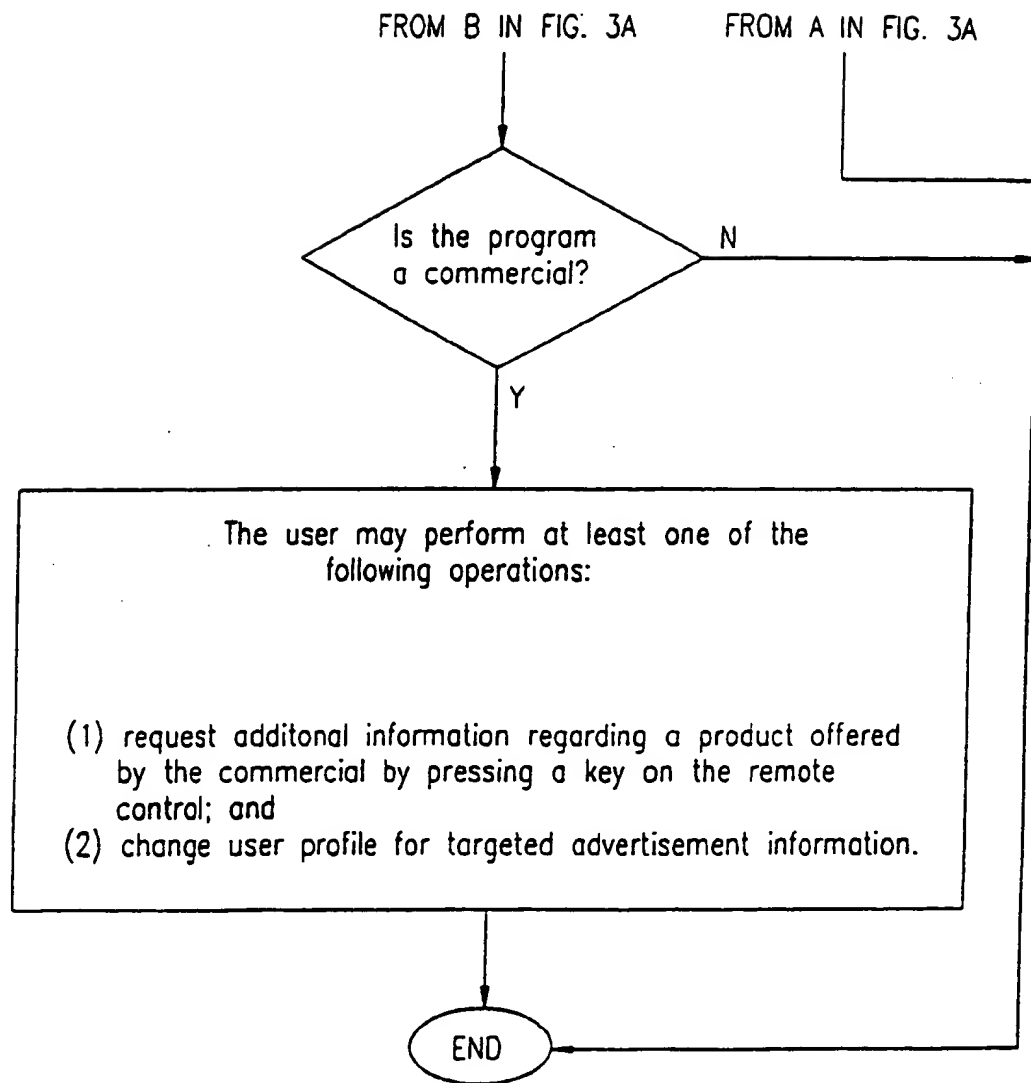 FROM B IN FIG. 3A
FROM A IN FIG. 3A
Is the program
a commercial?
N
Y
The user may perform at least one of the
following operations:
(1) request additonal information regarding a product offered
by the commercial by pressing a key on the remote
control; and
(2) change user profile for targeted advertisement information.
END